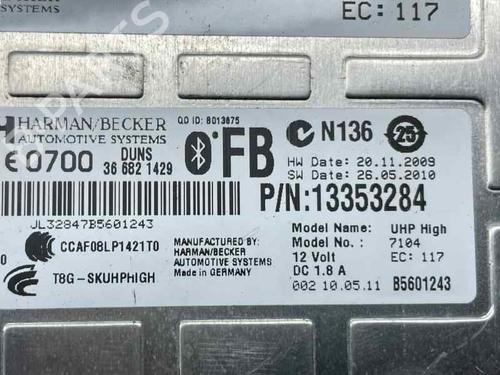 EC: 117
QD ID: B013875
HARMAN/BECKER
AUTOMOTIVE SYSTEMS
FB
N136
25
0700
DUNS
36 682 1429
HW Date: 20.11.2009
SW Date: 26.05.2010
P/N:13353284
JL32847B5601243
CCAF08LP1421T0
T8G-SKUHPHIGH
MANUFACTURED BY:
HARMAN/BECKER
AUTOMOTIVE SYSTEMS
MADE IN GERMANY
Model Name: UHP High
Model No.: 7104
12 Volt EC: 117
DC 1.8 A
002 10.05.11 B5601243